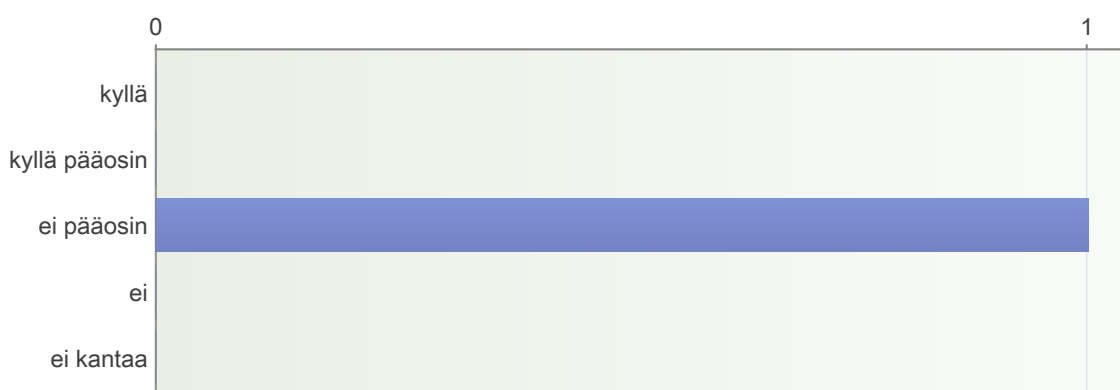 0 1
kyllä
kyllä pääosin
ei pääosin
ei
ei kantaa